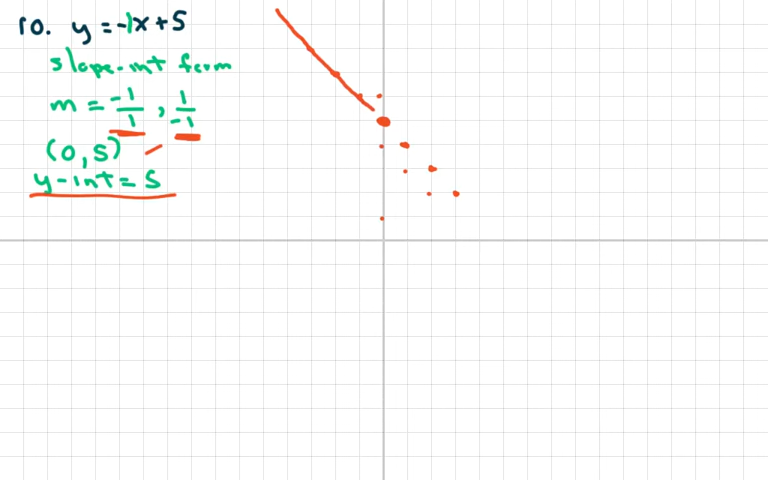 10. y = -1x + 5
slope-int form
m = -1/1 , 1/-1
(0, 5)
y-int = 5